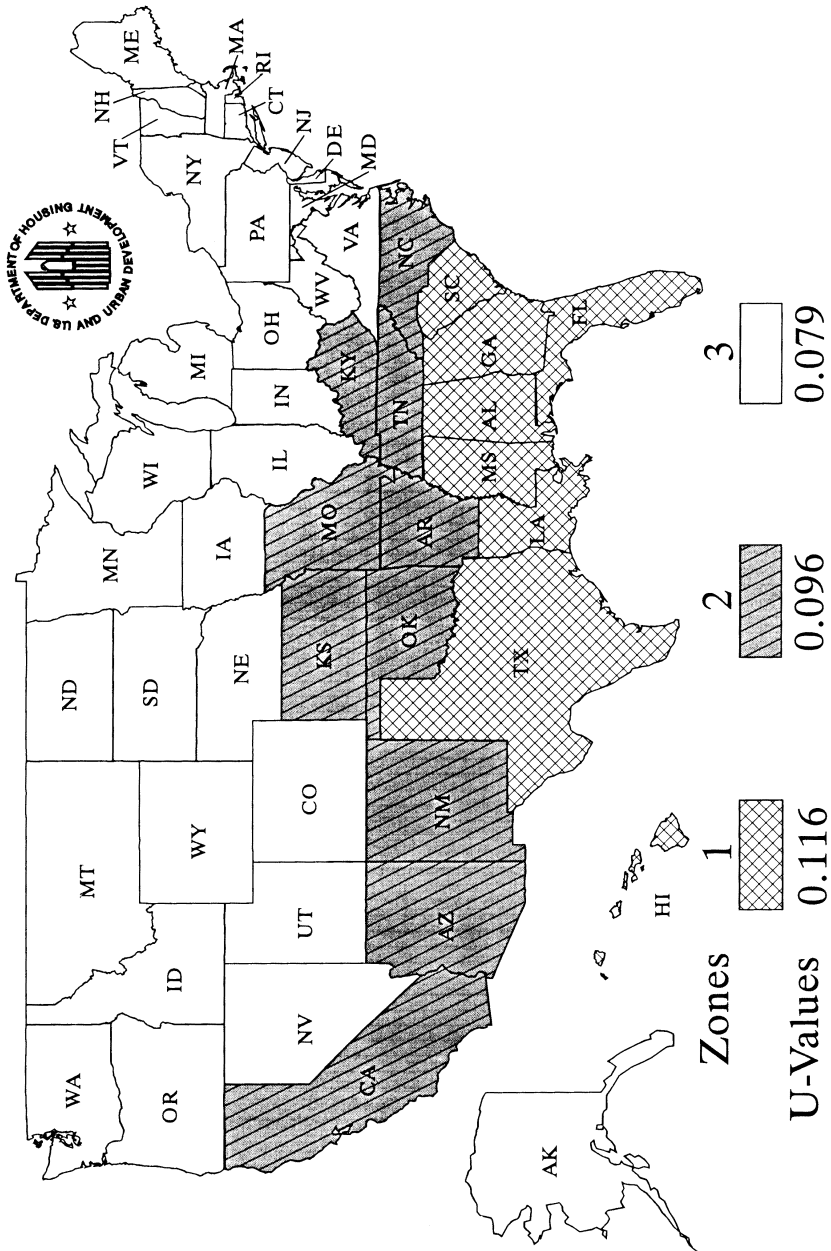 U.S. DEPARTMENT OF HOUSING
AND URBAN DEVELOPMENT
WA
OR
CA
NV
ID
MT
WY
UT
AZ
CO
NM
ND
SD
NE
KS
OK
TX
MN
IA
MO
AR
LA
WI
IL
MI
IN
OH
KY
TN
MS
AL
GA
FL
SC
NC
VA
WV
PA
NY
VT
NH
ME
MA
RI
CT
NJ
DE
MD
AK
HI
Zones 1 2 3
U-Values 0.116 0.096 0.079